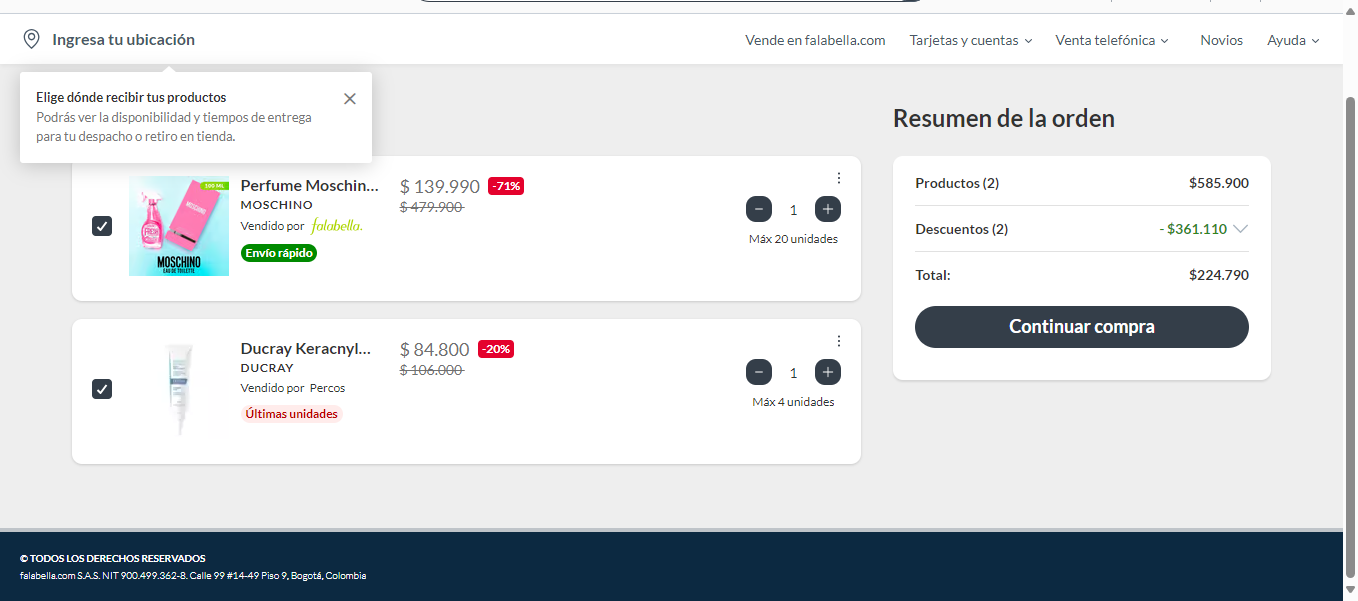 Ingresa tu ubicación
Vende en falabella.com
Tarjetas y cuentas
Venta telefónica
Novios
Ayuda
Elige dónde recibir tus productos
Podrás ver la disponibilidad y tiempos de entrega
para tu despacho o retiro en tienda.
100 ML
MOSCHINO
FRESH
MOSCHINO
EAU DE TOILETTE
Perfume Moschin...
MOSCHINO
Vendido por falabella.
Envío rápido
$ 139.990 -71%
$ 479.900
1
Máx 20 unidades
Ducray Keracnyl...
DUCRAY
Vendido por Percos
Últimas unidades
$ 84.800 -20%
$ 106.000
1
Máx 4 unidades
Resumen de la orden
Productos (2) $585.900
Descuentos (2) - $361.110
Total: $224.790
Continuar compra
© TODOS LOS DERECHOS RESERVADOS
falabella.com S.A.S. NIT 900.499.362-8. Calle 99 #14-49 Piso 9, Bogotá, Colombia